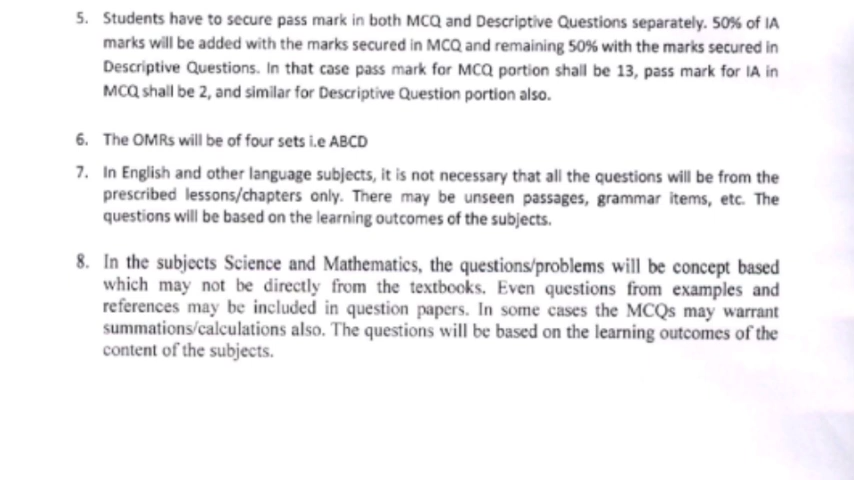 5. Students have to secure pass mark in both MCQ and Descriptive Questions separately. 50% of IA
marks will be added with the marks secured in MCQ and remaining 50% with the marks secured in
Descriptive Questions. In that case pass mark for MCQ portion shall be 13, pass mark for IA in
MCQ shall be 2, and similar for Descriptive Question portion also.
6. The OMRs will be of four sets i.e ABCD
7. In English and other language subjects, it is not necessary that all the questions will be from the
prescribed lessons/chapters only. There may be unseen passages, grammar items, etc. The
questions will be based on the learning outcomes of the subjects.
8. In the subjects Science and Mathematics, the questions/problems will be concept based
which may not be directly from the textbooks. Even questions from examples and
references may be included in question papers. In some cases the MCQs may warrant
summations/calculations also. The questions will be based on the learning outcomes of the
content of the subjects.